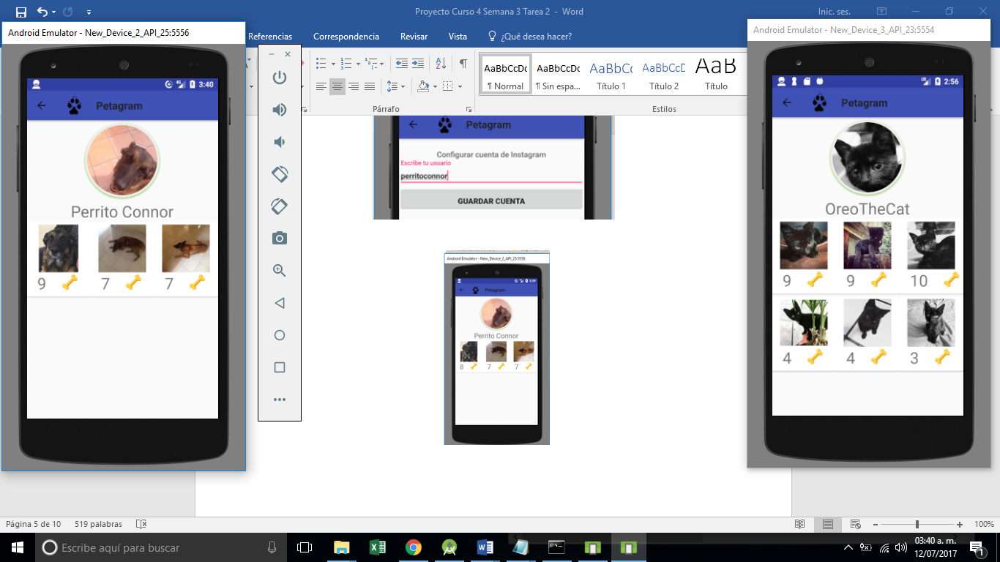 Proyecto Curso 4 Semana 3 Tarea 2 - Word
Inic. ses.
Android Emulator - New_Device_2_API_25:5556
Referencias
Correspondencia
Revisar
Vista
¿Qué desea hacer?
Android Emulator - New_Device_3_API_23:5554
3:40
Petagram
Perrito Connor
9
7
7
AaBbCcDc
AaBbCcDc
AaBbCc
AaBbCcD
AaB
¶ Normal
¶ Sin espa...
Título 1
Título 2
Título
Párrafo
Estilos
Petagram
Configurar cuenta de Instagram
Escribe tu usuario
perritoconnor
GUARDAR CUENTA
Android Emulator - New_Device_2_API_25:5556
Petagram
Perrito Connor
8
7
7
2:56
Petagram
OreoTheCat
9
9
10
4
4
3
Página 5 de 10
519 palabras
100%
Escribe aquí para buscar
03:40 a. m.
12/07/2017
1